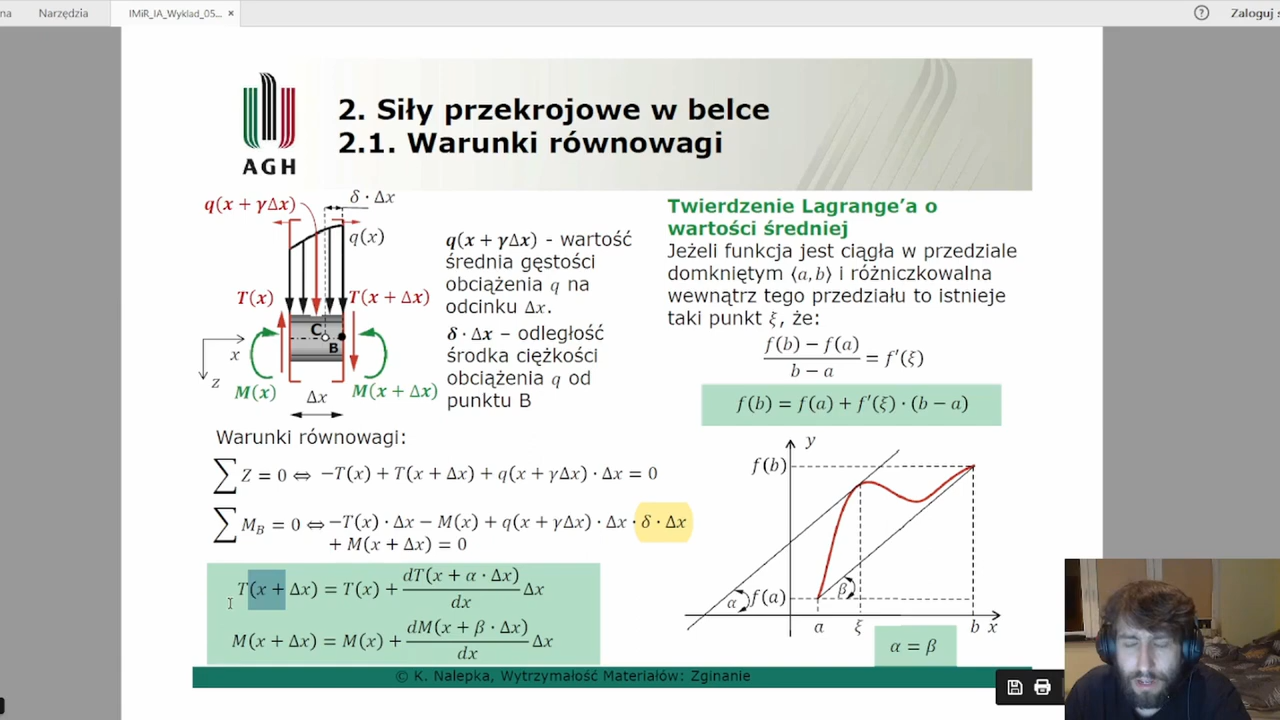 na
Narzędzia
IMiR_IA_Wyklad_05... ×
? Zaloguj s
AGH
2. Siły przekrojowe w belce
2.1. Warunki równowagi
δ · Δx
q(x + γΔx)
q(x)
T(x)
T(x + Δx)
C
B
x
z
M(x)
Δx
M(x + Δx)
q(x + γΔx) - wartość
średnia gęstości
obciążenia q na
odcinku Δx.
δ · Δx – odległość
środka ciężkości
obciążenia q od
punktu B
Warunki równowagi:
∑ Z = 0 ⇔ −T(x) + T(x + Δx) + q(x + γΔx) · Δx = 0
∑ M_B = 0 ⇔ −T(x) · Δx − M(x) + q(x + γΔx) · Δx · δ · Δx
+ M(x + Δx) = 0
T(x + Δx) = T(x) + dT(x + α · Δx)/dx Δx
M(x + Δx) = M(x) + dM(x + β · Δx)/dx Δx
Twierdzenie Lagrange’a o
wartości średniej
Jeżeli funkcja jest ciągła w przedziale
domkniętym ⟨a, b⟩ i różniczkowalna
wewnątrz tego przedziału to istnieje
taki punkt ξ, że:
f(b) − f(a)/b − a = f′(ξ)
f(b) = f(a) + f′(ξ) · (b − a)
y
f(b)
α
f(a)
β
a
ξ
b
x
α = β
© K. Nalepka, Wytrzymałość Materiałów: Zginanie